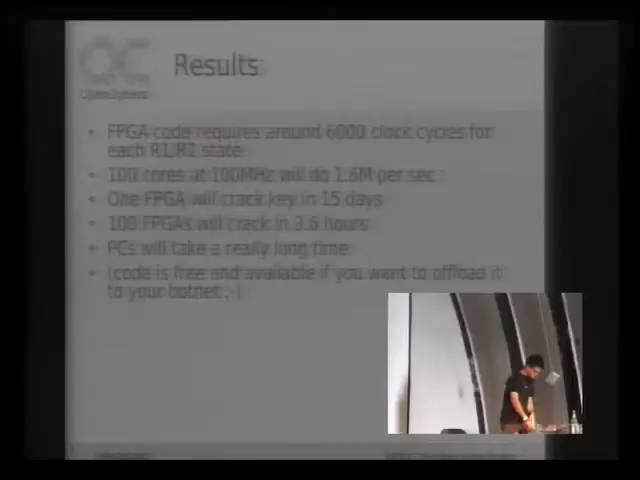 OpenCiphers
Results
• FPGA code requires around 6000 clock cycles for
each R1/R2 state
• 100 cores at 100MHz will do 1.6M per sec
• One FPGA will crack key in 15 days
• 100 FPGAs will crack in 3.6 hours
• PCs will take a really long time
• (code is free and available if you want to offload it
to your botnet ;-)